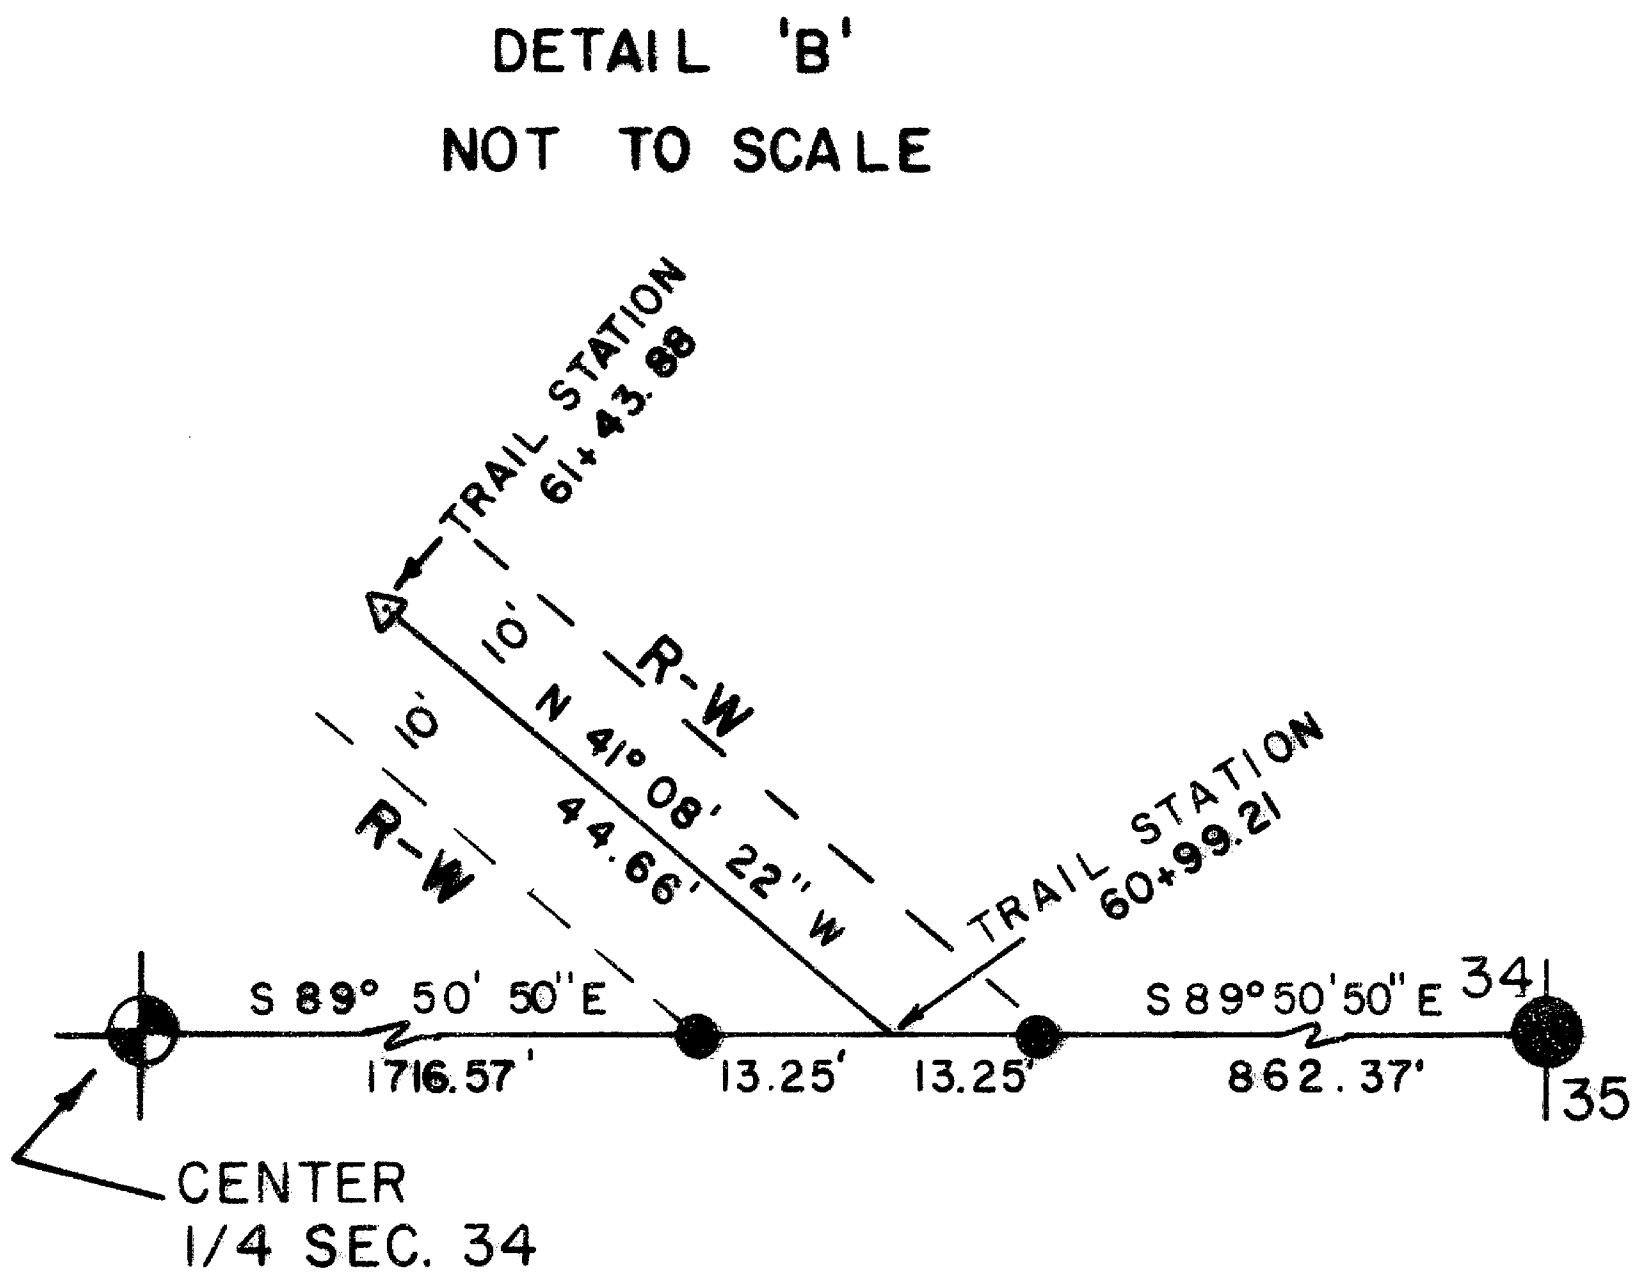 DETAIL 'B'
NOT TO SCALE
TRAIL STATION
61+43.88
10'
10'
R-W
R-W
N 41° 08' 22" W
44.66'
TRAIL STATION
60+99.21
S 89° 50' 50" E
1716.57'
13.25'
13.25'
S 89° 50' 50" E
862.37'
34
35
CENTER
1/4 SEC. 34